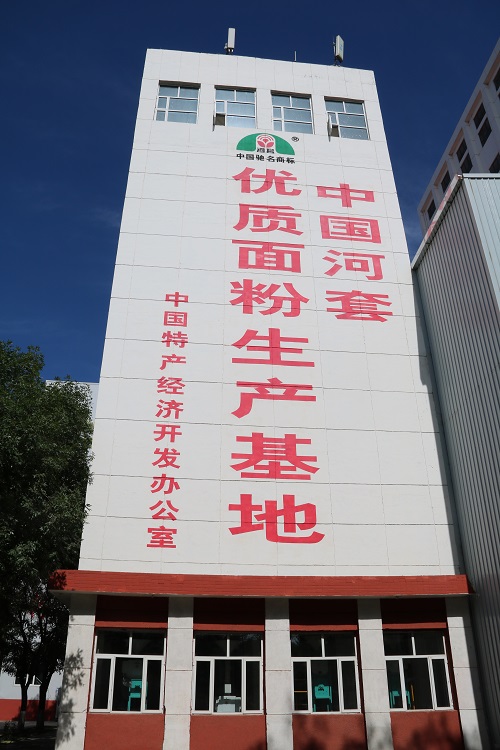 ®
中国驰名商标
中国河套
优质面粉生产基地
中国特产经济开发办公室